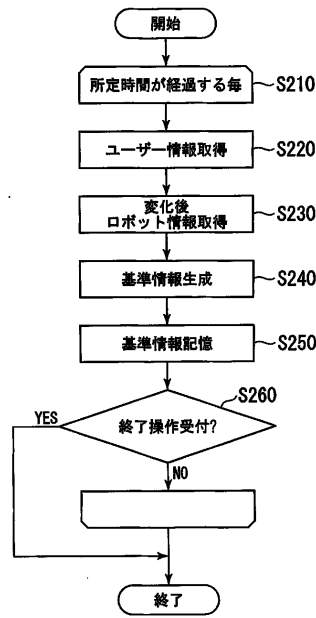 開始
所定時間が経過する毎
S210
ユーザー情報取得
S220
変化後
ロボット情報取得
S230
基準情報生成
S240
基準情報記憶
S250
S260
終了操作受付?
YES
NO
終了